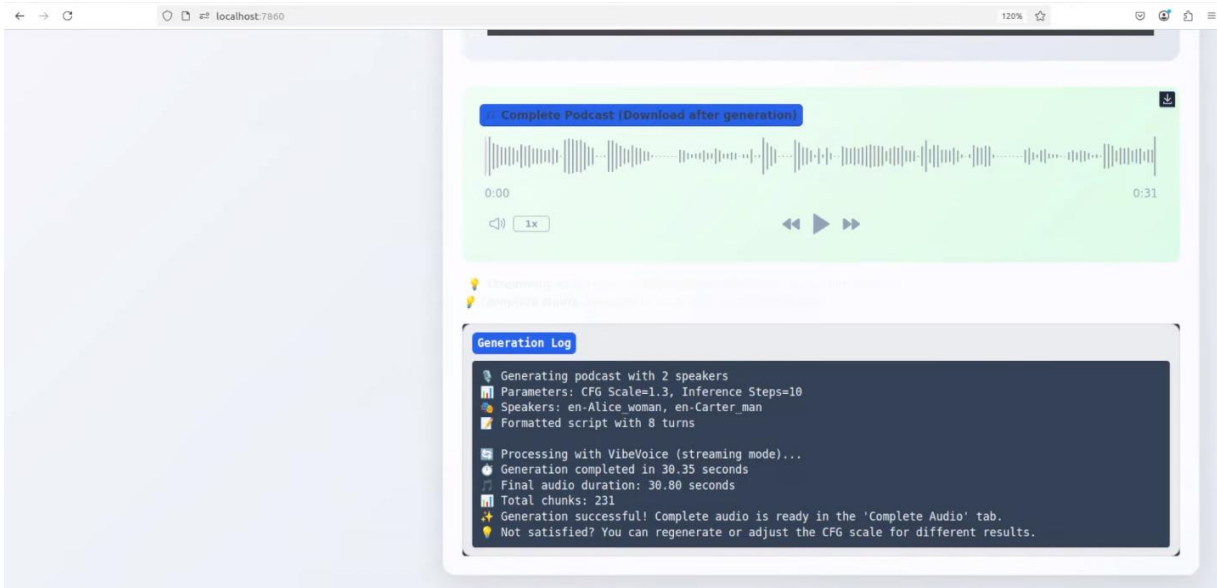 localhost:7860
120%
Complete Podcast (Download after generation)
0:00
0:31
1x
Generation Log
Generating podcast with 2 speakers
Parameters: CFG Scale=1.3, Inference Steps=10
Speakers: en-Alice_woman, en-Carter_man
Formatted script with 8 turns
Processing with VibeVoice (streaming mode)...
Generation completed in 30.35 seconds
Final audio duration: 30.80 seconds
Total chunks: 231
Generation successful! Complete audio is ready in the 'Complete Audio' tab.
Not satisfied? You can regenerate or adjust the CFG scale for different results.